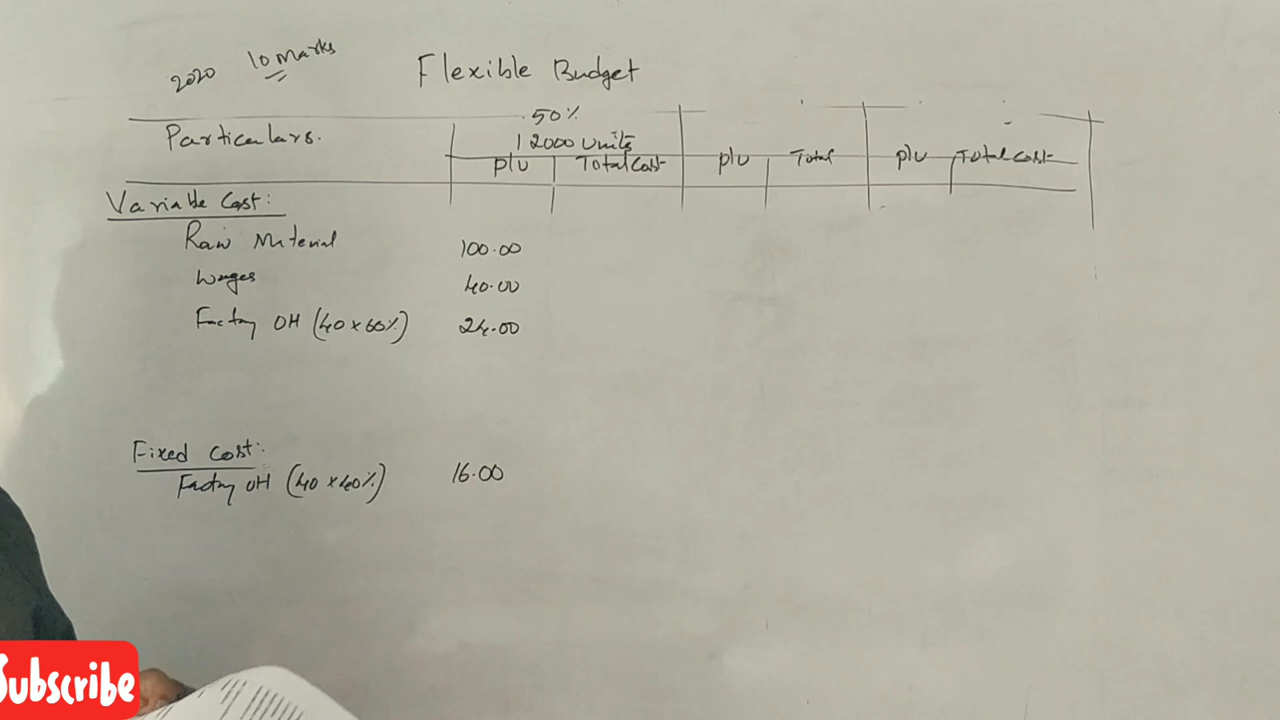 2020 10 Marks
Flexible Budget
Particulars.
50%
12000 Units
p/u Total Cost p/u Total p/u Total Cost
Variable Cost:
Raw Material 100.00
Wages 40.00
Factory OH (40 x 60%) 24.00
Fixed Cost:
Factory OH (40 x 40%) 16.00
Subscribe